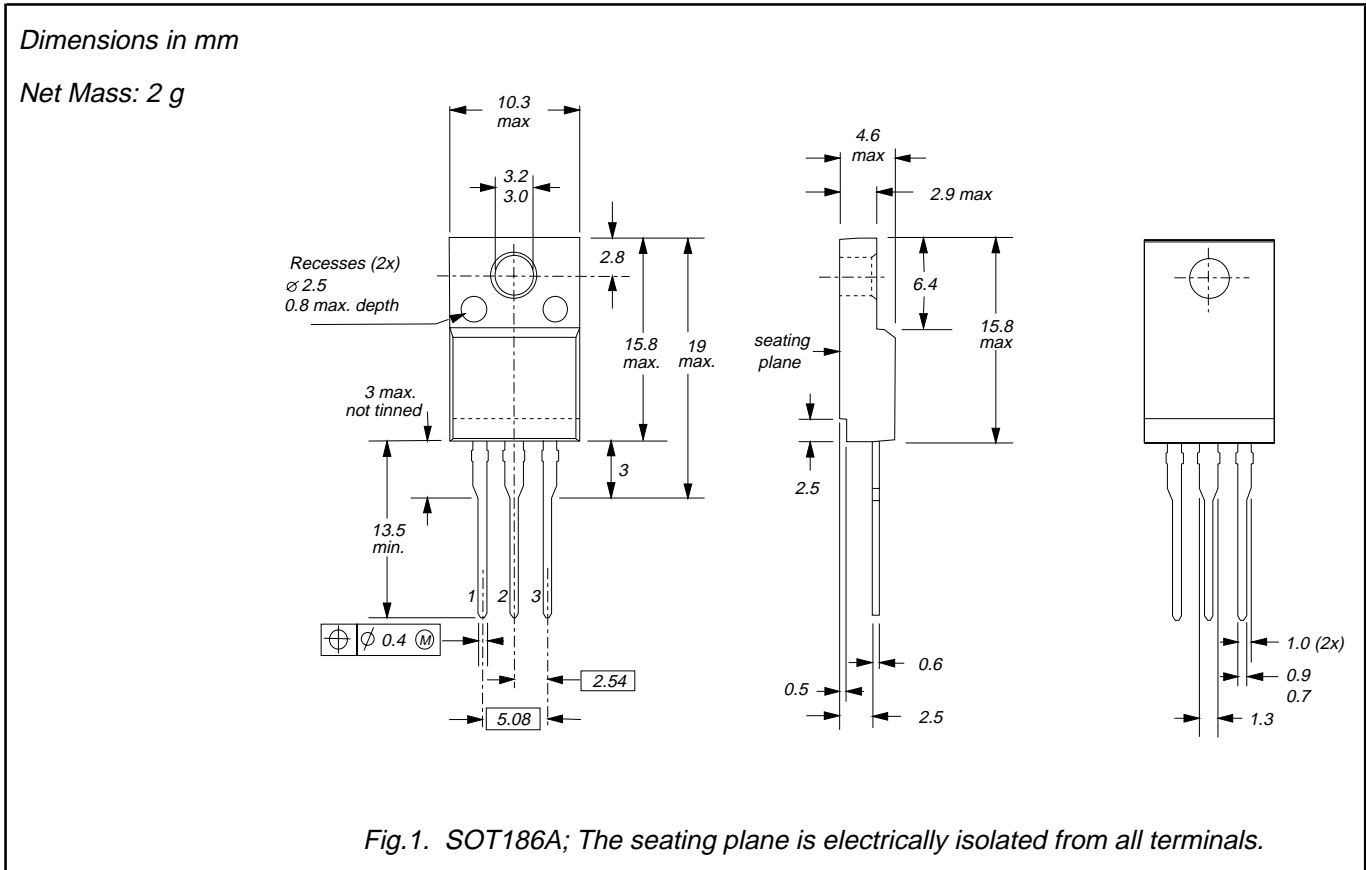 Dimensions in mm
Net Mass: 2 g
10.3
max
3.2
3.0
2.8
Recesses (2x)
⌀ 2.5
0.8 max. depth
15.8
max.
19
max.
3 max.
not tinned
3
13.5
min.
1 2 3
⌖ ⌀ 0.4 Ⓜ
2.54
5.08
4.6
max
2.9 max
6.4
15.8
max
seating
plane
2.5
0.6
0.5
2.5
1.0 (2x)
0.9
0.7
1.3
Fig.1. SOT186A; The seating plane is electrically isolated from all terminals.